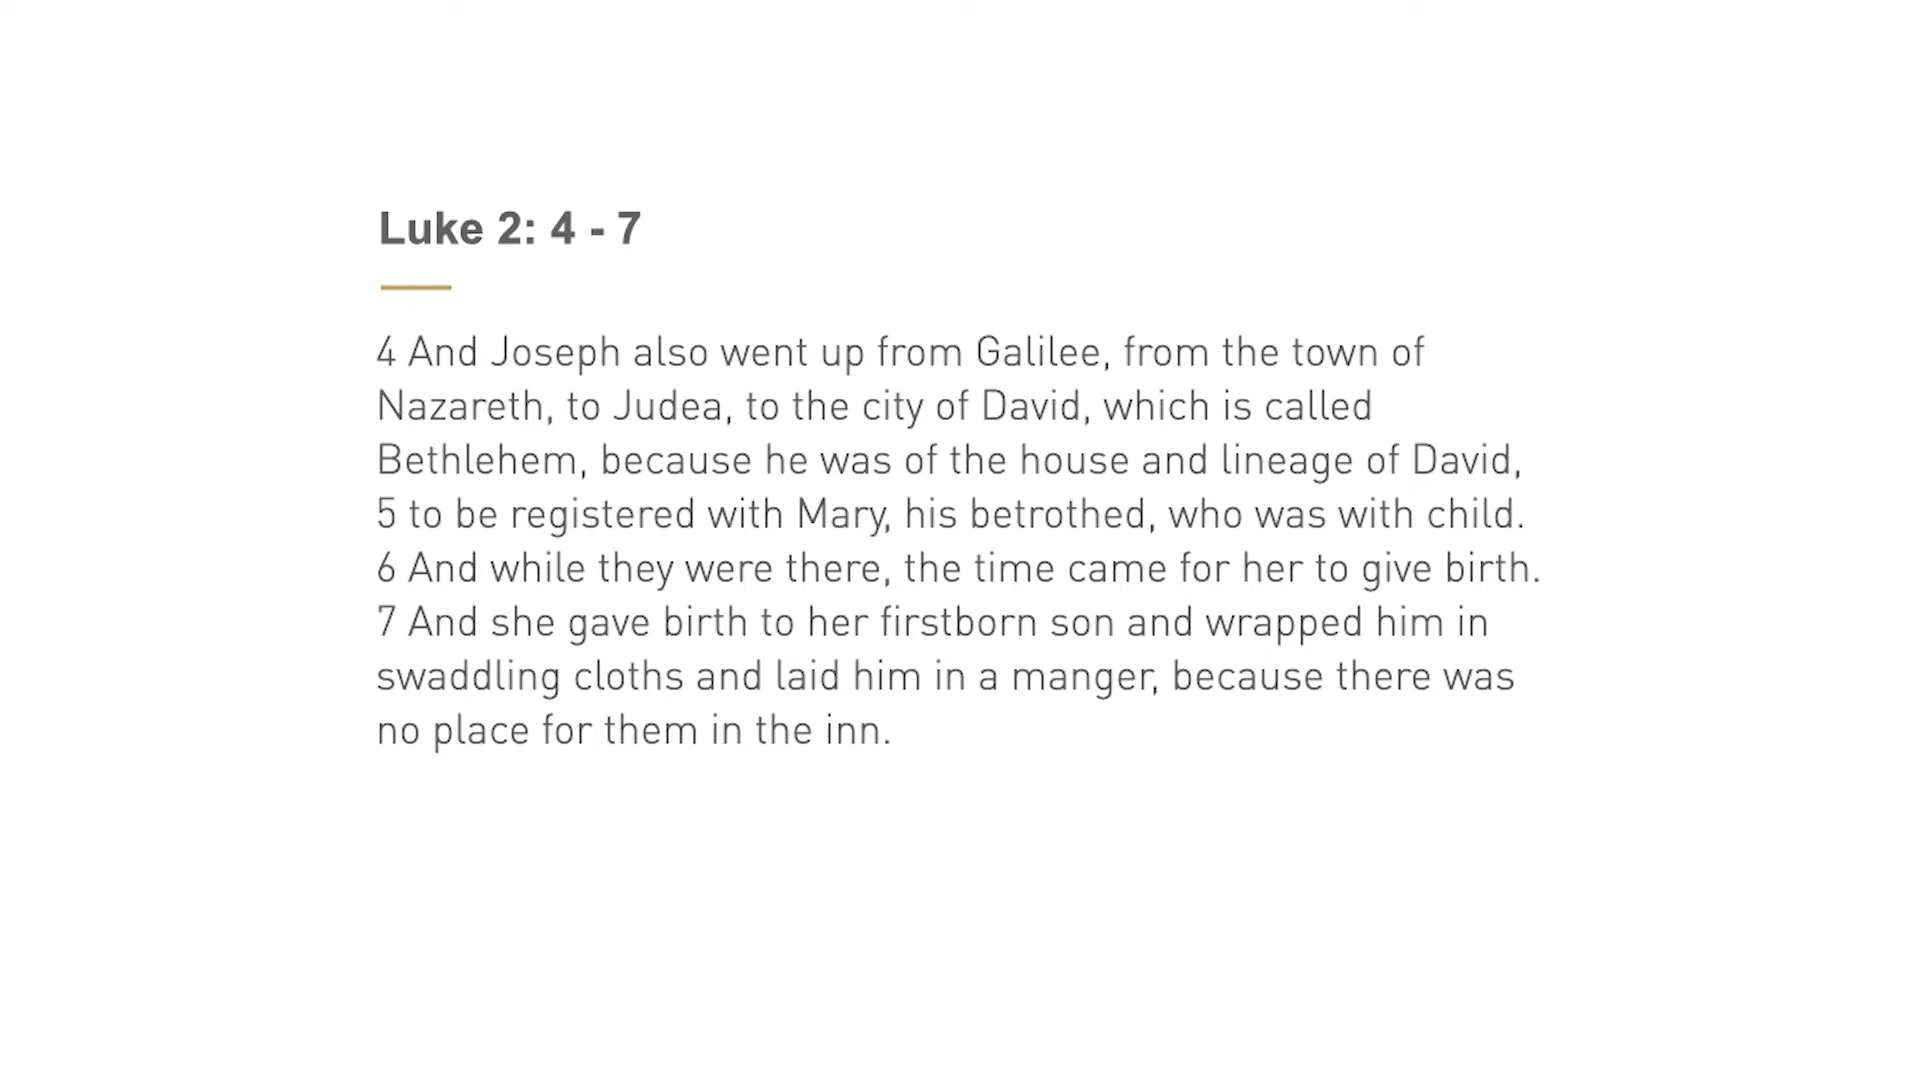 Luke 2: 4 - 7
4 And Joseph also went up from Galilee, from the town of
Nazareth, to Judea, to the city of David, which is called
Bethlehem, because he was of the house and lineage of David,
5 to be registered with Mary, his betrothed, who was with child.
6 And while they were there, the time came for her to give birth.
7 And she gave birth to her firstborn son and wrapped him in
swaddling cloths and laid him in a manger, because there was
no place for them in the inn.